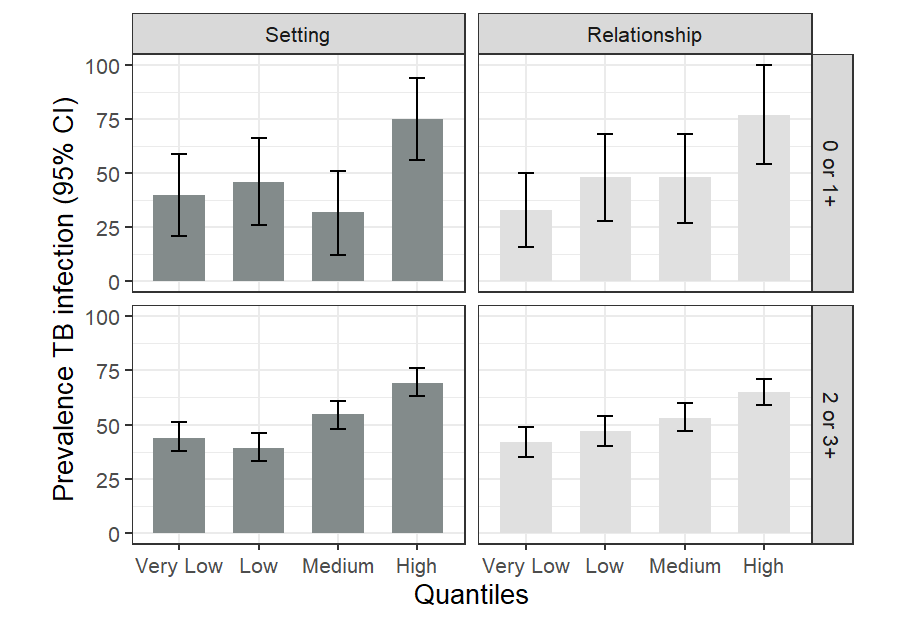 Setting
Relationship
Prevalence TB infection (95% CI)
100
75
50
25
0
0 or 1+
100
75
50
25
0
2 or 3+
Very Low Low Medium High
Very Low Low Medium High
Quantiles